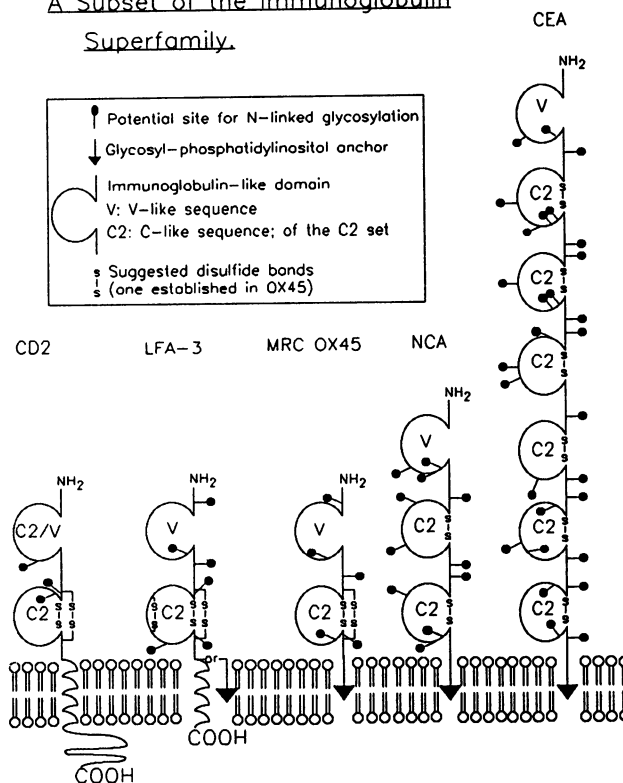 A Subset of the Immunoglobulin
Superfamily.
CEA
NH2
Potential site for N-linked glycosylation
Glycosyl-phosphatidylinositol anchor
Immunoglobulin-like domain
V: V-like sequence
C2: C-like sequence; of the C2 set
s Suggested disulfide bands
s (one established in OX45)
V
C2
s
s
C2
s
s
CD2
LFA-3
MRC OX45
NCA
C2
s
s
NH2
V
C2
s
s
NH2
NH2
NH2
C2/V
V
V
C2
s
s
C2
s
s
C2
s
s
s
s
s
s
C2
s
s
s
s
s
s
C2
s
s
s
s
C2
s
s
C2
s
s
or
COOH
COOH